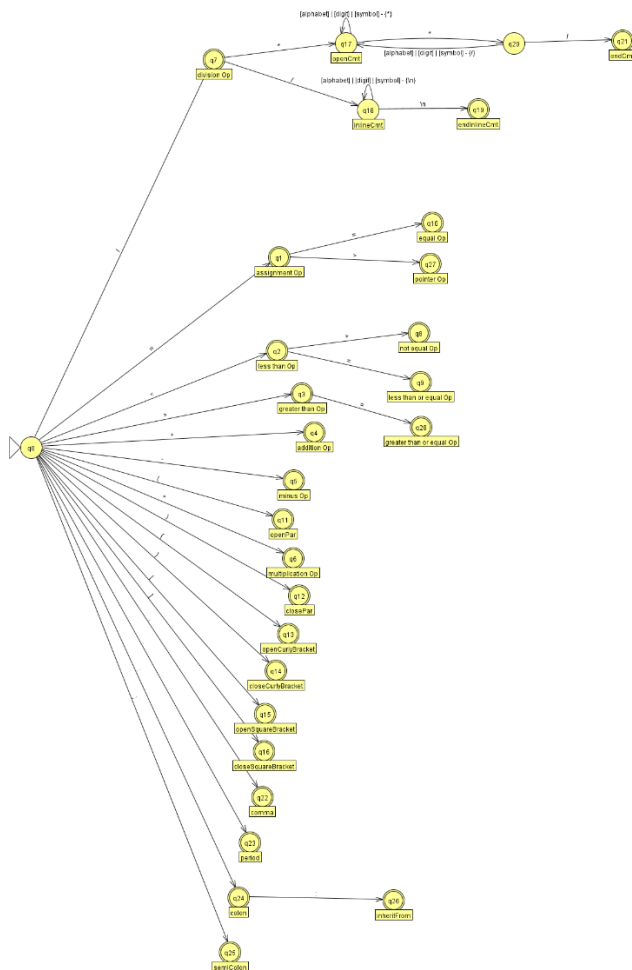 [alphabet] | [digit] | [symbol] - {*}
q7
*
q17
*
q20
/
q21
division Op
openCmt
[alphabet] | [digit] | [symbol] - {/}
endCmt
/
[alphabet] | [digit] | [symbol] - {\n}
q18
\n
q19
inlineCmt
endInlineCmt
/
q1
=
q10
assignment Op
equal Op
>
q27
pointer Op
=
q2
>
q8
less than Op
not equal Op
=
q9
less than or equal Op
<
q3
greater than Op
=
q28
greater than or equal Op
>
q0
+
q4
addition Op
-
q5
minus Op
(
q11
openPar
*
q6
multiplication Op
)
q12
closePar
{
q13
openCurlyBracket
}
q14
closeCurlyBracket
q15
openSquareBracket
q16
closeSquareBracket
q22
comma
q23
period
q24
:
q26
colon
inheritFrom
q25
semiColon